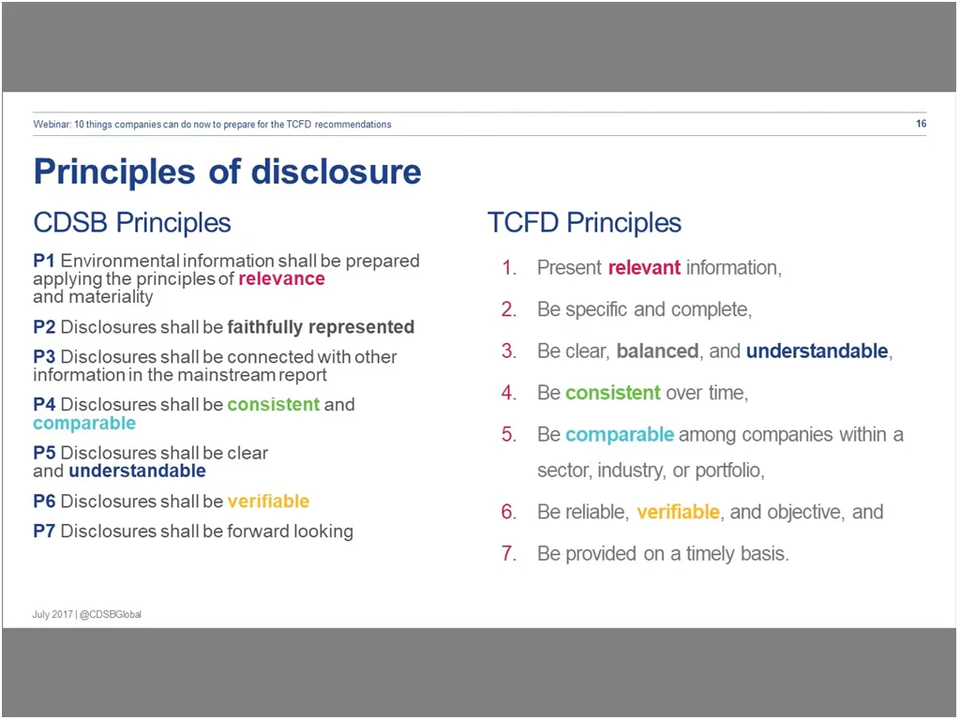 Webinar: 10 things companies can do now to prepare for the TCFD recommendations
16
Principles of disclosure
CDSB Principles
P1 Environmental information shall be prepared
applying the principles of relevance
and materiality
P2 Disclosures shall be faithfully represented
P3 Disclosures shall be connected with other
information in the mainstream report
P4 Disclosures shall be consistent and
comparable
P5 Disclosures shall be clear
and understandable
P6 Disclosures shall be verifiable
P7 Disclosures shall be forward looking
TCFD Principles
1. Present relevant information,
2. Be specific and complete,
3. Be clear, balanced, and understandable,
4. Be consistent over time,
5. Be comparable among companies within a
sector, industry, or portfolio,
6. Be reliable, verifiable, and objective, and
7. Be provided on a timely basis.
July 2017 | @CDSBGlobal